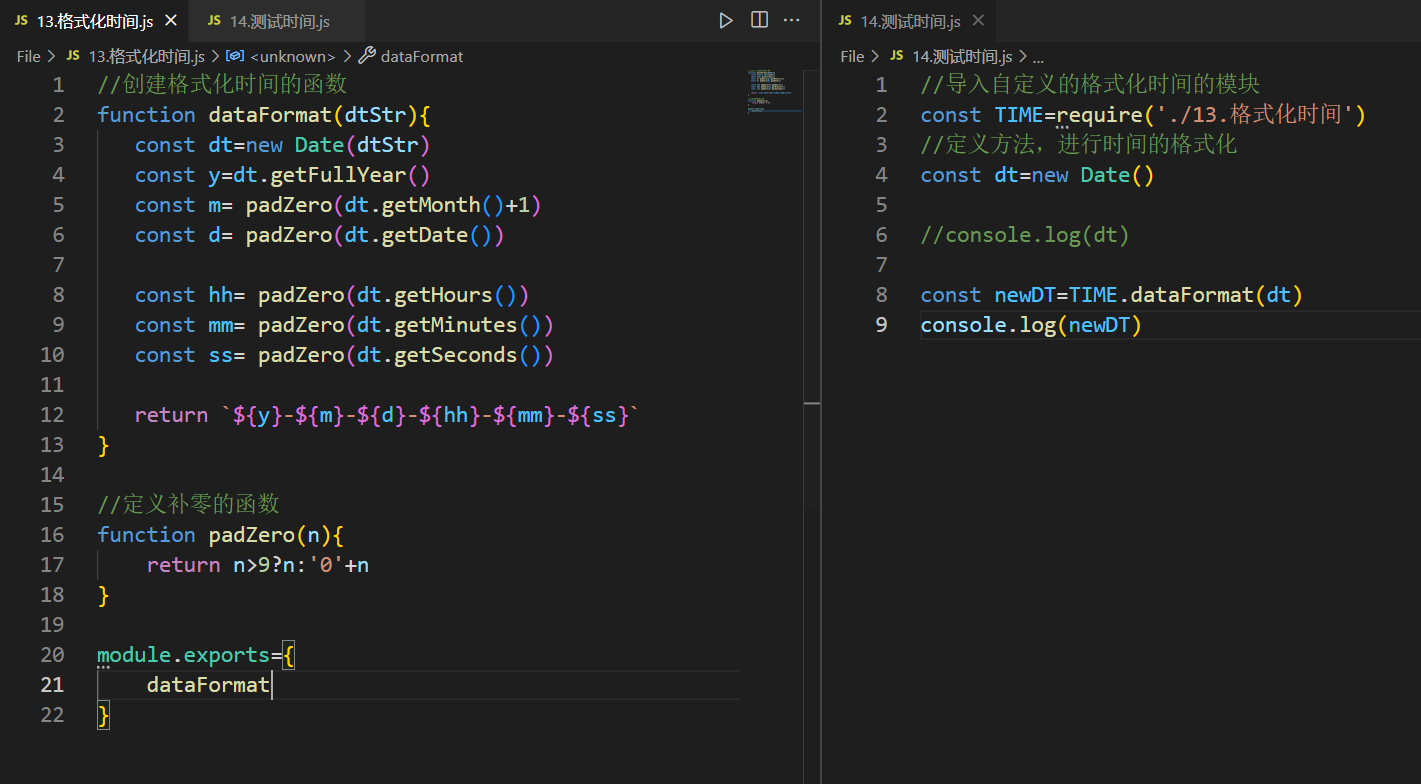 JS 13.格式化时间.js
JS 14.测试时间.js
File > JS 13.格式化时间.js > <unknown> > dataFormat
1 //创建格式化时间的函数
2 function dataFormat(dtStr){
3 const dt=new Date(dtStr)
4 const y=dt.getFullYear()
5 const m= padZero(dt.getMonth()+1)
6 const d= padZero(dt.getDate())
7
8 const hh= padZero(dt.getHours())
9 const mm= padZero(dt.getMinutes())
10 const ss= padZero(dt.getSeconds())
11
12 return `${y}-${m}-${d}-${hh}-${mm}-${ss}`
13 }
14
15 //定义补零的函数
16 function padZero(n){
17 return n>9?n:'0'+n
18 }
19
20 module.exports={
21 dataFormat
22 }
JS 14.测试时间.js
File > JS 14.测试时间.js > ...
1 //导入自定义的格式化时间的模块
2 const TIME=require('./13.格式化时间')
3 //定义方法，进行时间的格式化
4 const dt=new Date()
5
6 //console.log(dt)
7
8 const newDT=TIME.dataFormat(dt)
9 console.log(newDT)